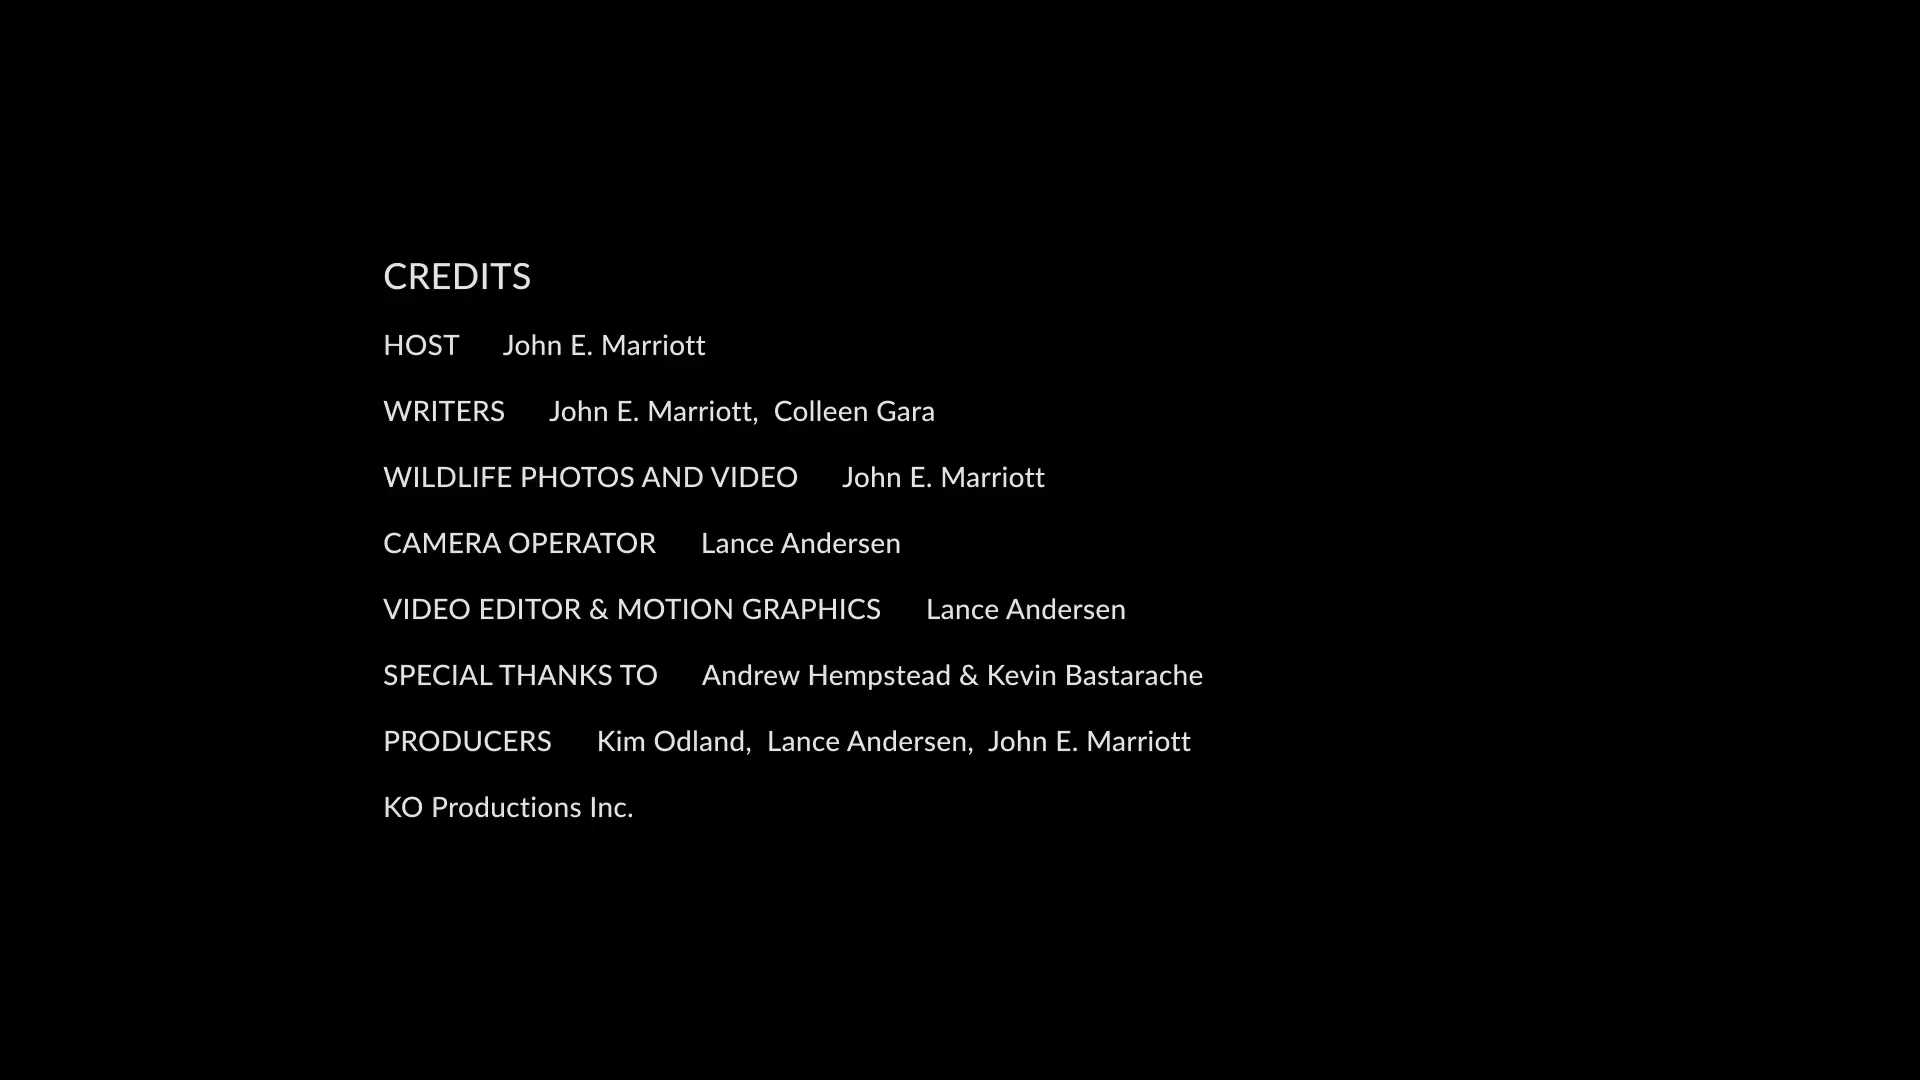 CREDITS
HOST John E. Marriott
WRITERS John E. Marriott, Colleen Gara
WILDLIFE PHOTOS AND VIDEO John E. Marriott
CAMERA OPERATOR Lance Andersen
VIDEO EDITOR & MOTION GRAPHICS Lance Andersen
SPECIAL THANKS TO Andrew Hempstead & Kevin Bastarache
PRODUCERS Kim Odland, Lance Andersen, John E. Marriott
KO Productions Inc.